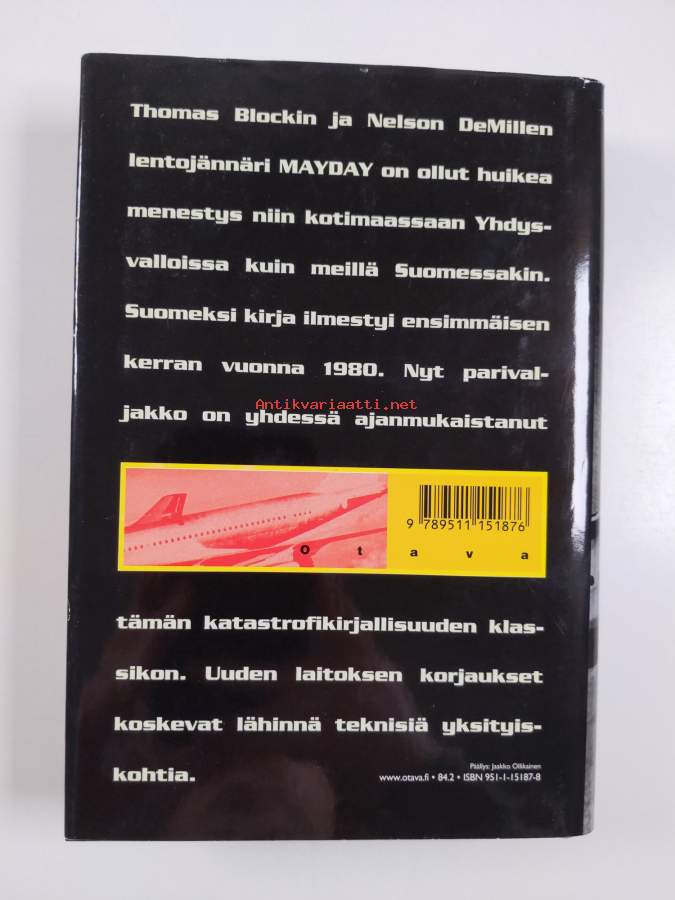 Thomas Blockin ja Nelson DeMillen
lentojännäri MAYDAY on ollut huikea
menestys niin kotimaassaan Yhdys-
valloissa kuin meillä Suomessakin.
Suomeksi kirja ilmestyi ensimmäisen
kerran vuonna 1980. Nyt parival-
Antikvariaatti.net
jakko on yhdessä ajanmukaistanut
9 789511 151876
Otava
tämän katastrofikirjallisuuden klas-
sikon. Uuden laitoksen korjaukset
koskevat lähinnä teknisiä yksityis-
kohtia.
Päällys: Jaakko Ollikainen
www.otava.fi • 84.2 • ISBN 951-1-15187-8